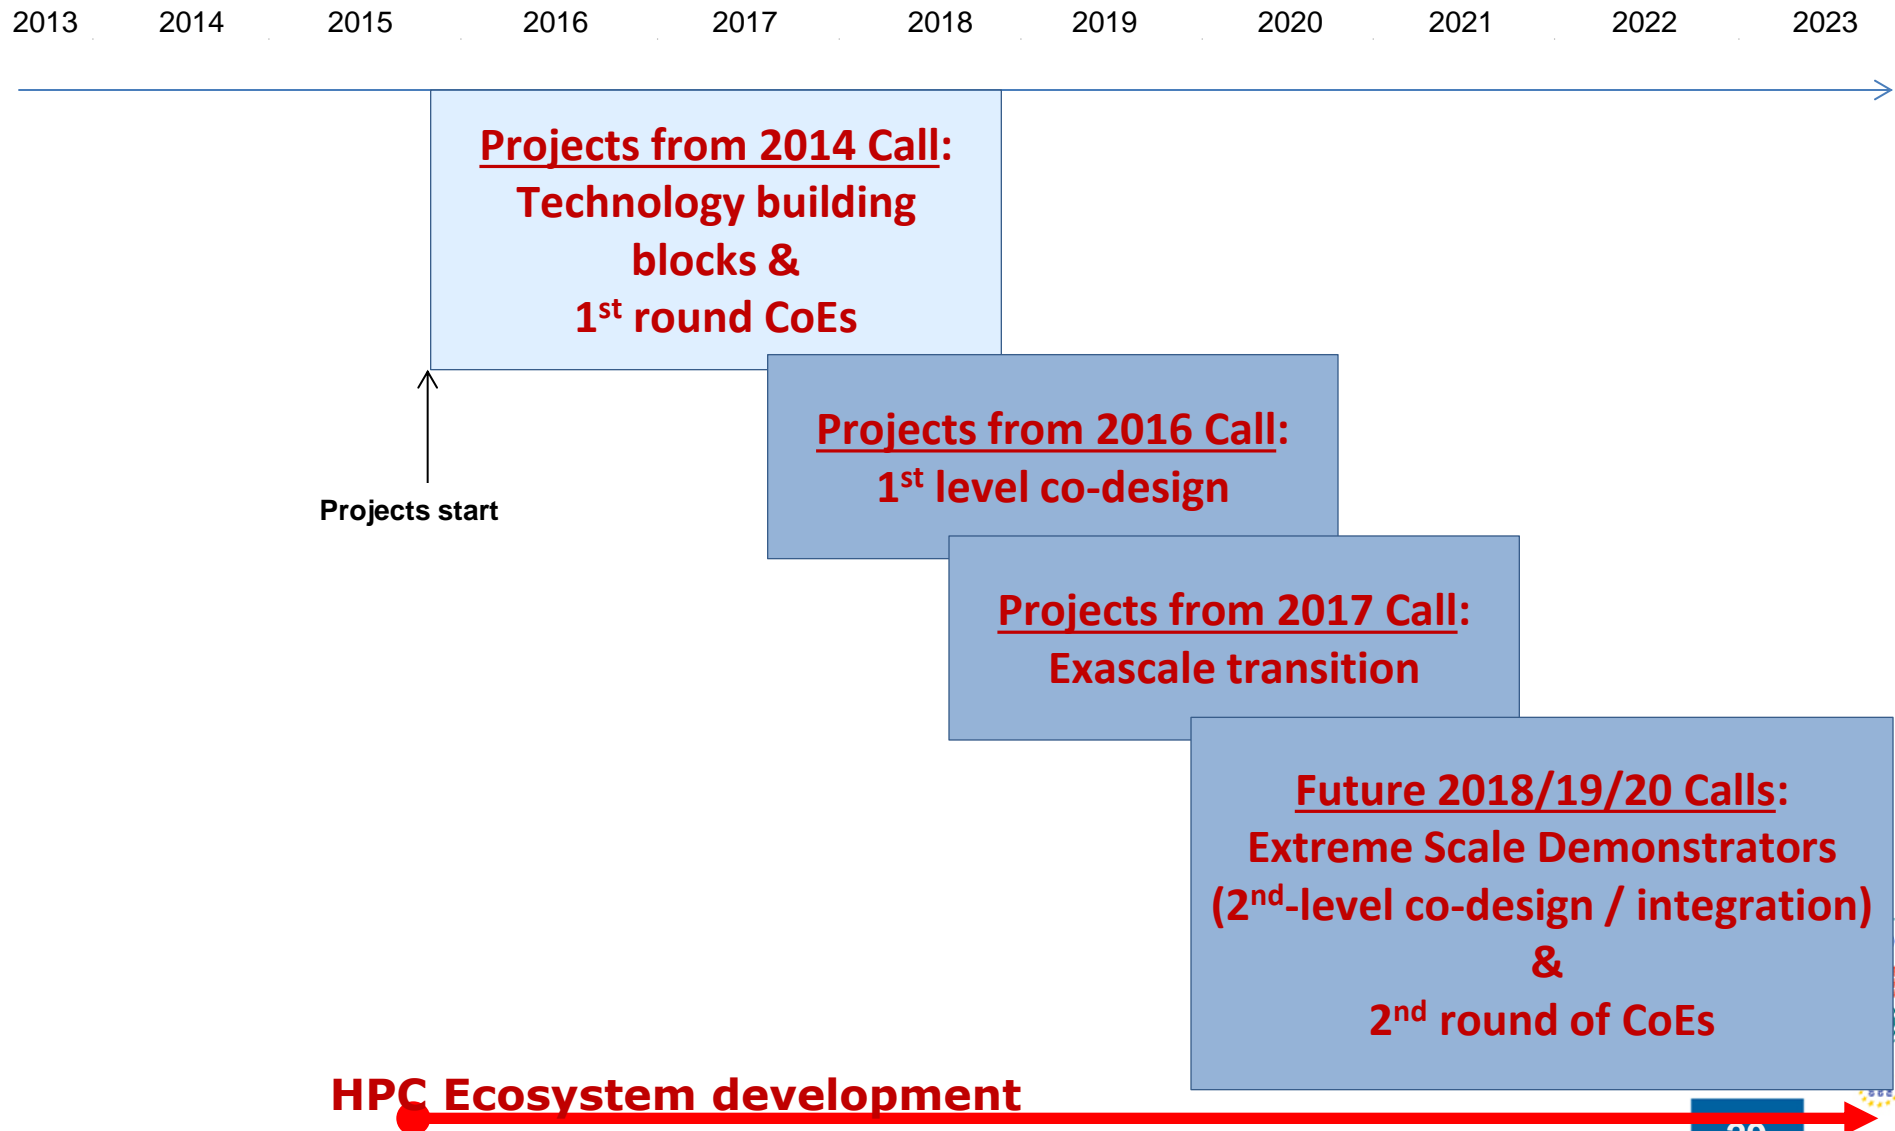 2013 2014 2015 2016 2017 2018 2019 2020 2021 2022 2023
Projects from 2014 Call:
Technology building
blocks &
1st round CoEs
Projects from 2016 Call:
1st level co-design
Projects start
Projects from 2017 Call:
Exascale transition
Future 2018/19/20 Calls:
Extreme Scale Demonstrators
(2nd-level co-design / integration)
&
2nd round of CoEs
HPC Ecosystem development